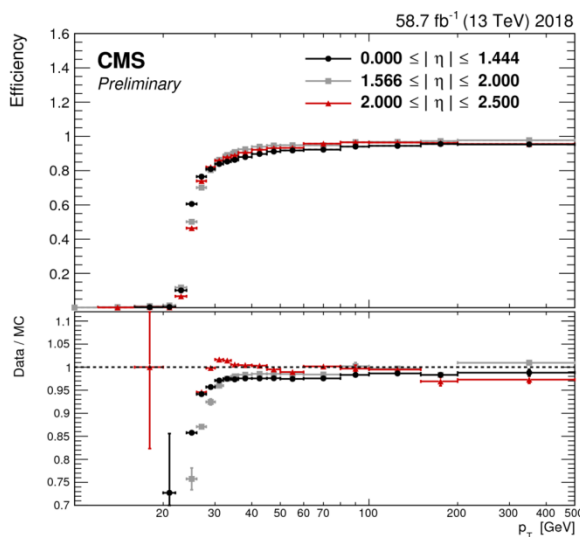 58.7 fb⁻¹ (13 TeV) 2018
Efficiency
1.6
1.4
1.2
1
0.8
0.6
0.4
0.2
CMS
Preliminary
0.000 ≤ | η | ≤ 1.444
1.566 ≤ | η | ≤ 2.000
2.000 ≤ | η | ≤ 2.500
Data / MC
1.1
1.05
1
0.95
0.9
0.85
0.8
0.75
0.7
20 30 40 50 60 70 100 200 300 400 500
p_T [GeV]